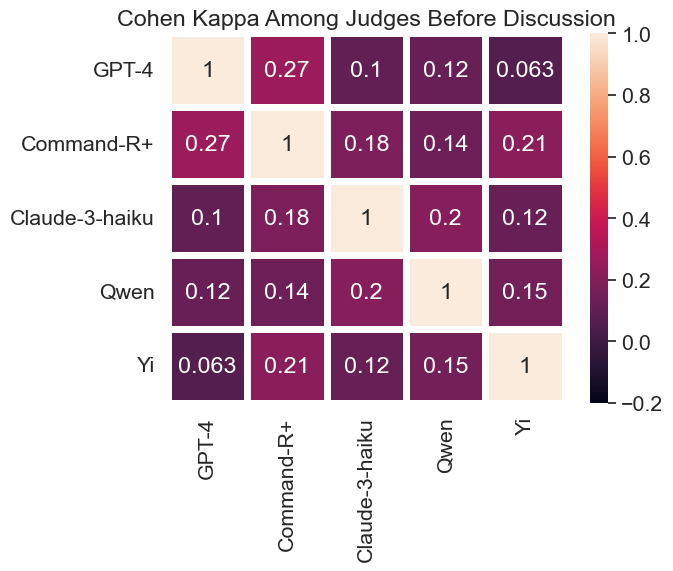 Cohen Kappa Among Judges Before Discussion
GPT-4 1 0.27 0.1 0.12 0.063
Command-R+ 0.27 1 0.18 0.14 0.21
Claude-3-haiku 0.1 0.18 1 0.2 0.12
Qwen 0.12 0.14 0.2 1 0.15
Yi 0.063 0.21 0.12 0.15 1
GPT-4
Command-R+
Claude-3-haiku
Qwen
Yi
1.0
0.8
0.6
0.4
0.2
0.0
−0.2